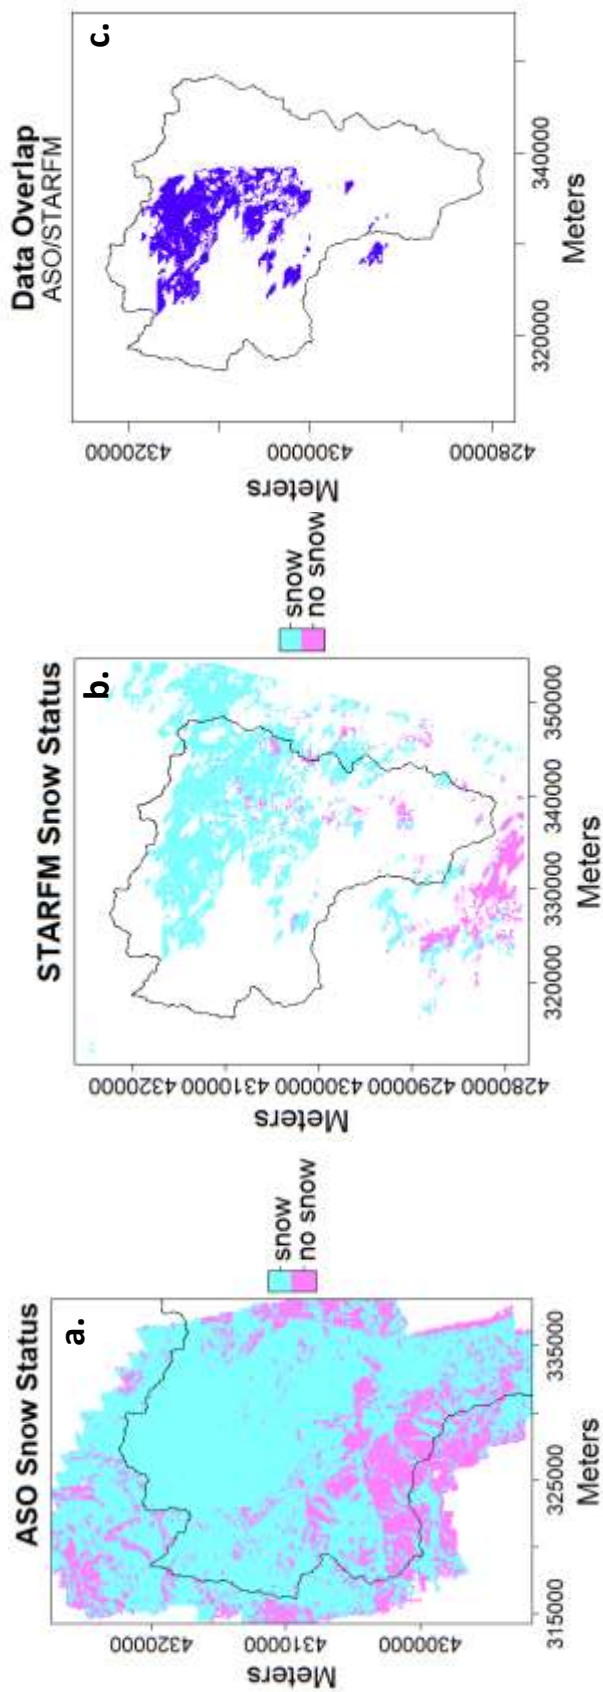 ASO Snow Status
a.
snow
no snow
4320000
4310000
4300000
Meters
315000
325000
335000
Meters
STARFM Snow Status
b.
snow
no snow
4320000
4310000
4300000
4290000
4280000
Meters
320000
330000
340000
350000
Meters
Data Overlap
ASO/STARFM
c.
4320000
4300000
4280000
Meters
320000
340000
Meters